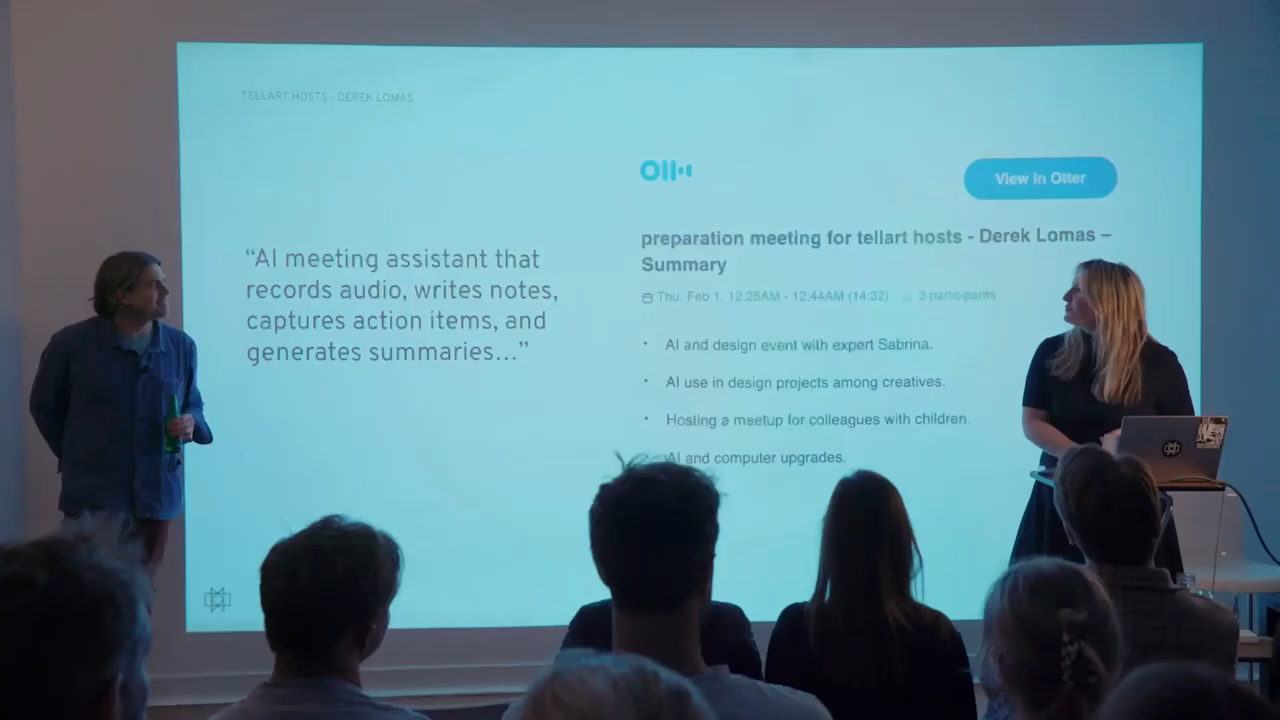 TELLART HOSTS - DEREK LOMAS
“AI meeting assistant that
records audio, writes notes,
captures action items, and
generates summaries…”
View in Otter
preparation meeting for tellart hosts - Derek Lomas –
Summary
Thu, Feb 1, 12:25AM - 12:44AM (14:32) 3 participants
· AI and design event with expert Sabrina.
· AI use in design projects among creatives.
· Hosting a meetup for colleagues with children.
AI and computer upgrades.